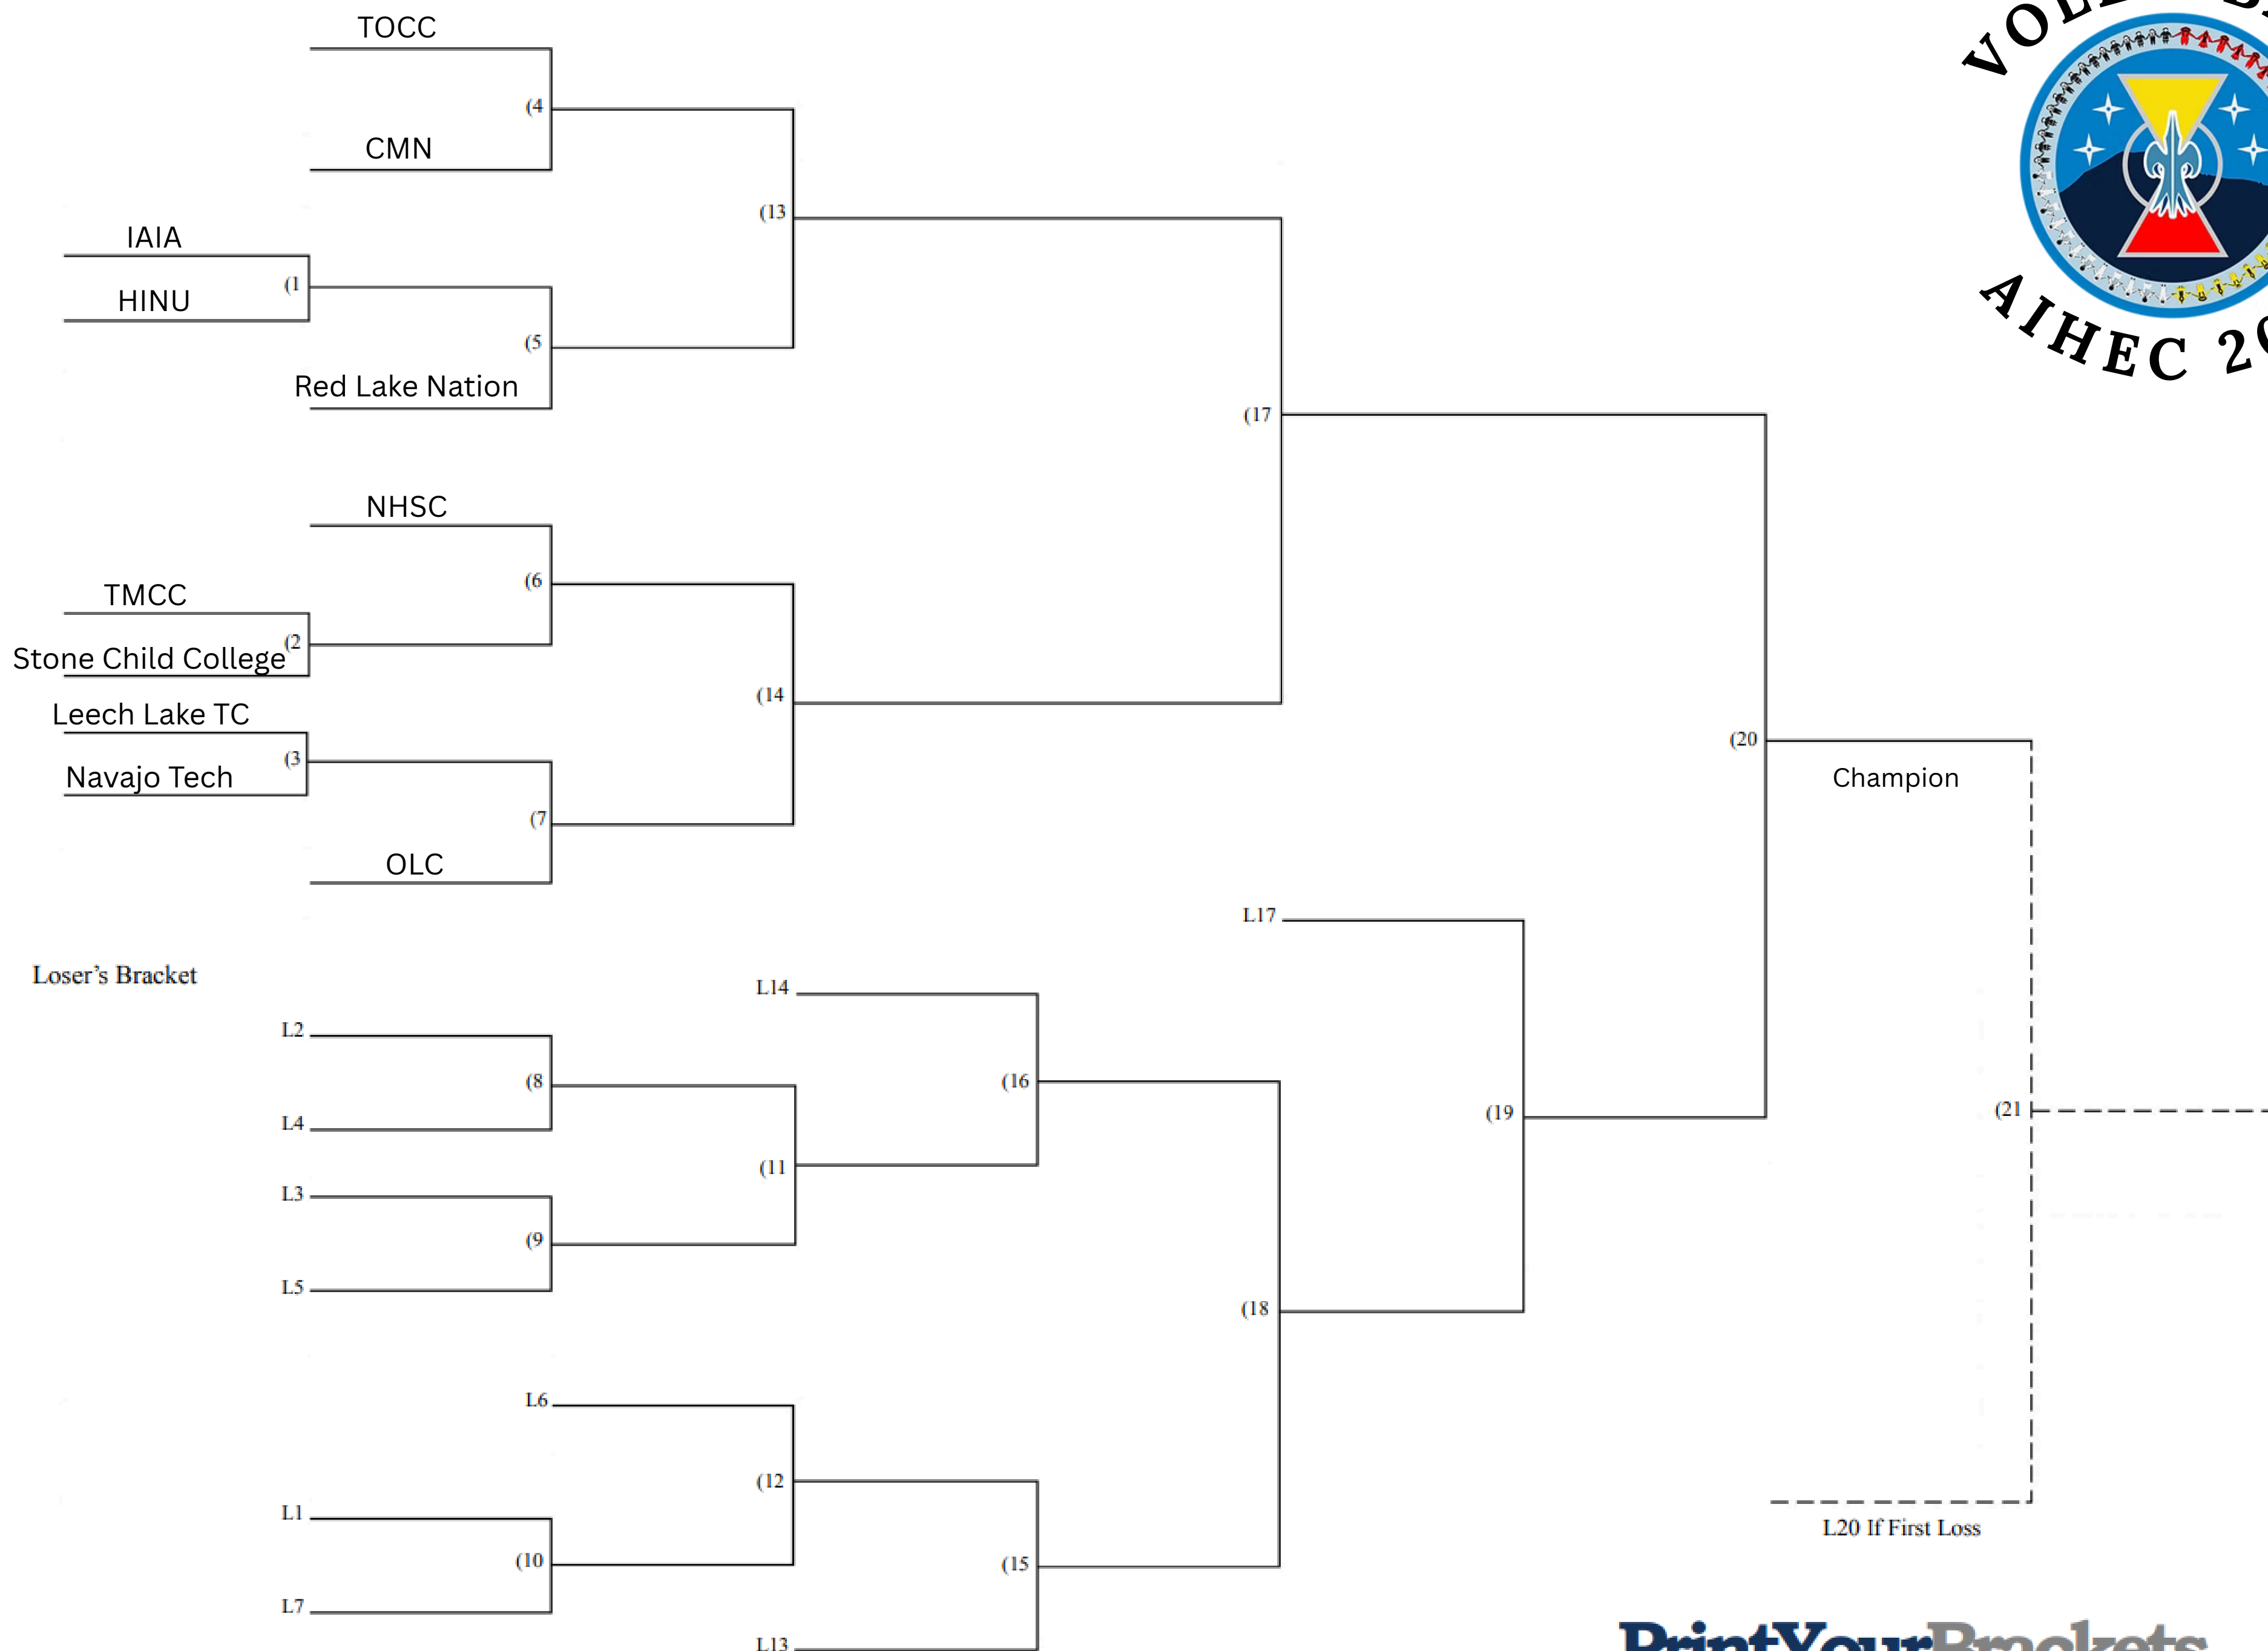 TOCC
(4
CMN
(13
IAIA
(1
HINU
(5
Red Lake Nation
(17
NHSC
(6
TMCC
(2
Stone Child College
(14
Leech Lake TC
(3
Navajo Tech
(7
OLC
(20
Champion
AIHEC
L17
Loser's Bracket
L14
L2
(8
(16
L4
(11
(19
(21
L3
(9
L5
(18
L6
(12
L1
(10
(15
L7
L13
L20 If First Loss
PrintYourBrackets